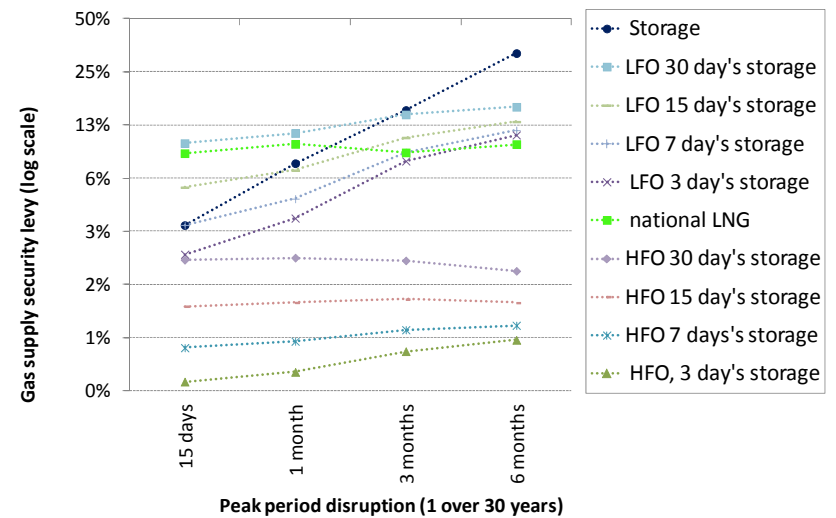 50%
25%
13%
6%
3%
2%
1%
0%
Gas supply security levy (log scale)
15 days
1 month
3 months
6 months
Peak period disruption (1 over 30 years)
Storage
LFO 30 day's storage
LFO 15 day's storage
LFO 7 day's storage
LFO 3 day's storage
national LNG
HFO 30 day's storage
HFO 15 day's storage
HFO 7 days's storage
HFO, 3 day's storage